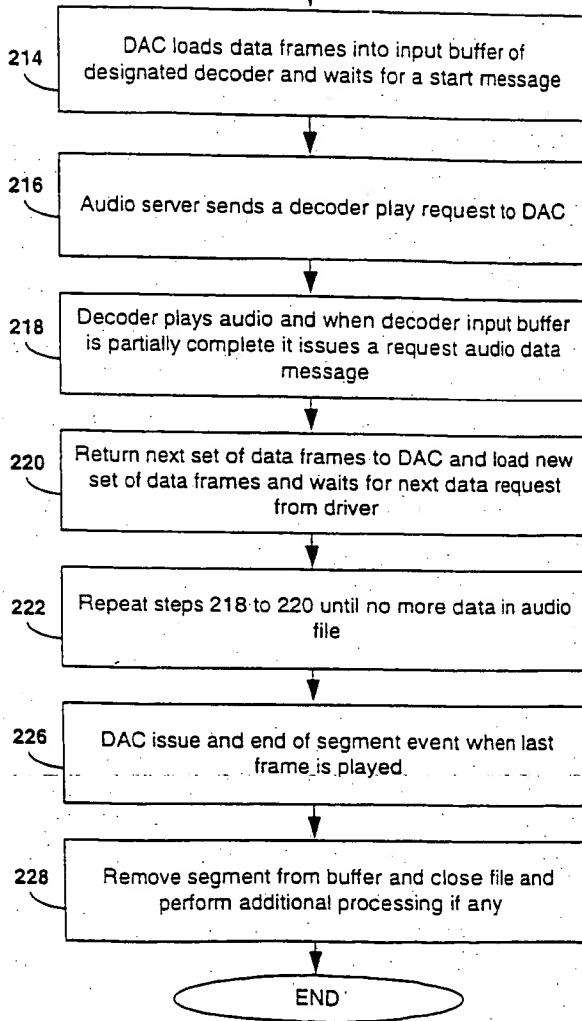 214
DAC loads data frames into input buffer of
designated decoder and waits for a start message
216
Audio server sends a decoder play request to DAC
218
Decoder plays audio and when decoder input buffer
is partially complete it issues a request audio data
message
220
Return next set of data frames to DAC and load new
set of data frames and waits for next data request
from driver
222
Repeat steps 218 to 220 until no more data in audio
file
226
DAC issue and end of segment event when last
frame is played
228
Remove segment from buffer and close file and
perform additional processing if any
END